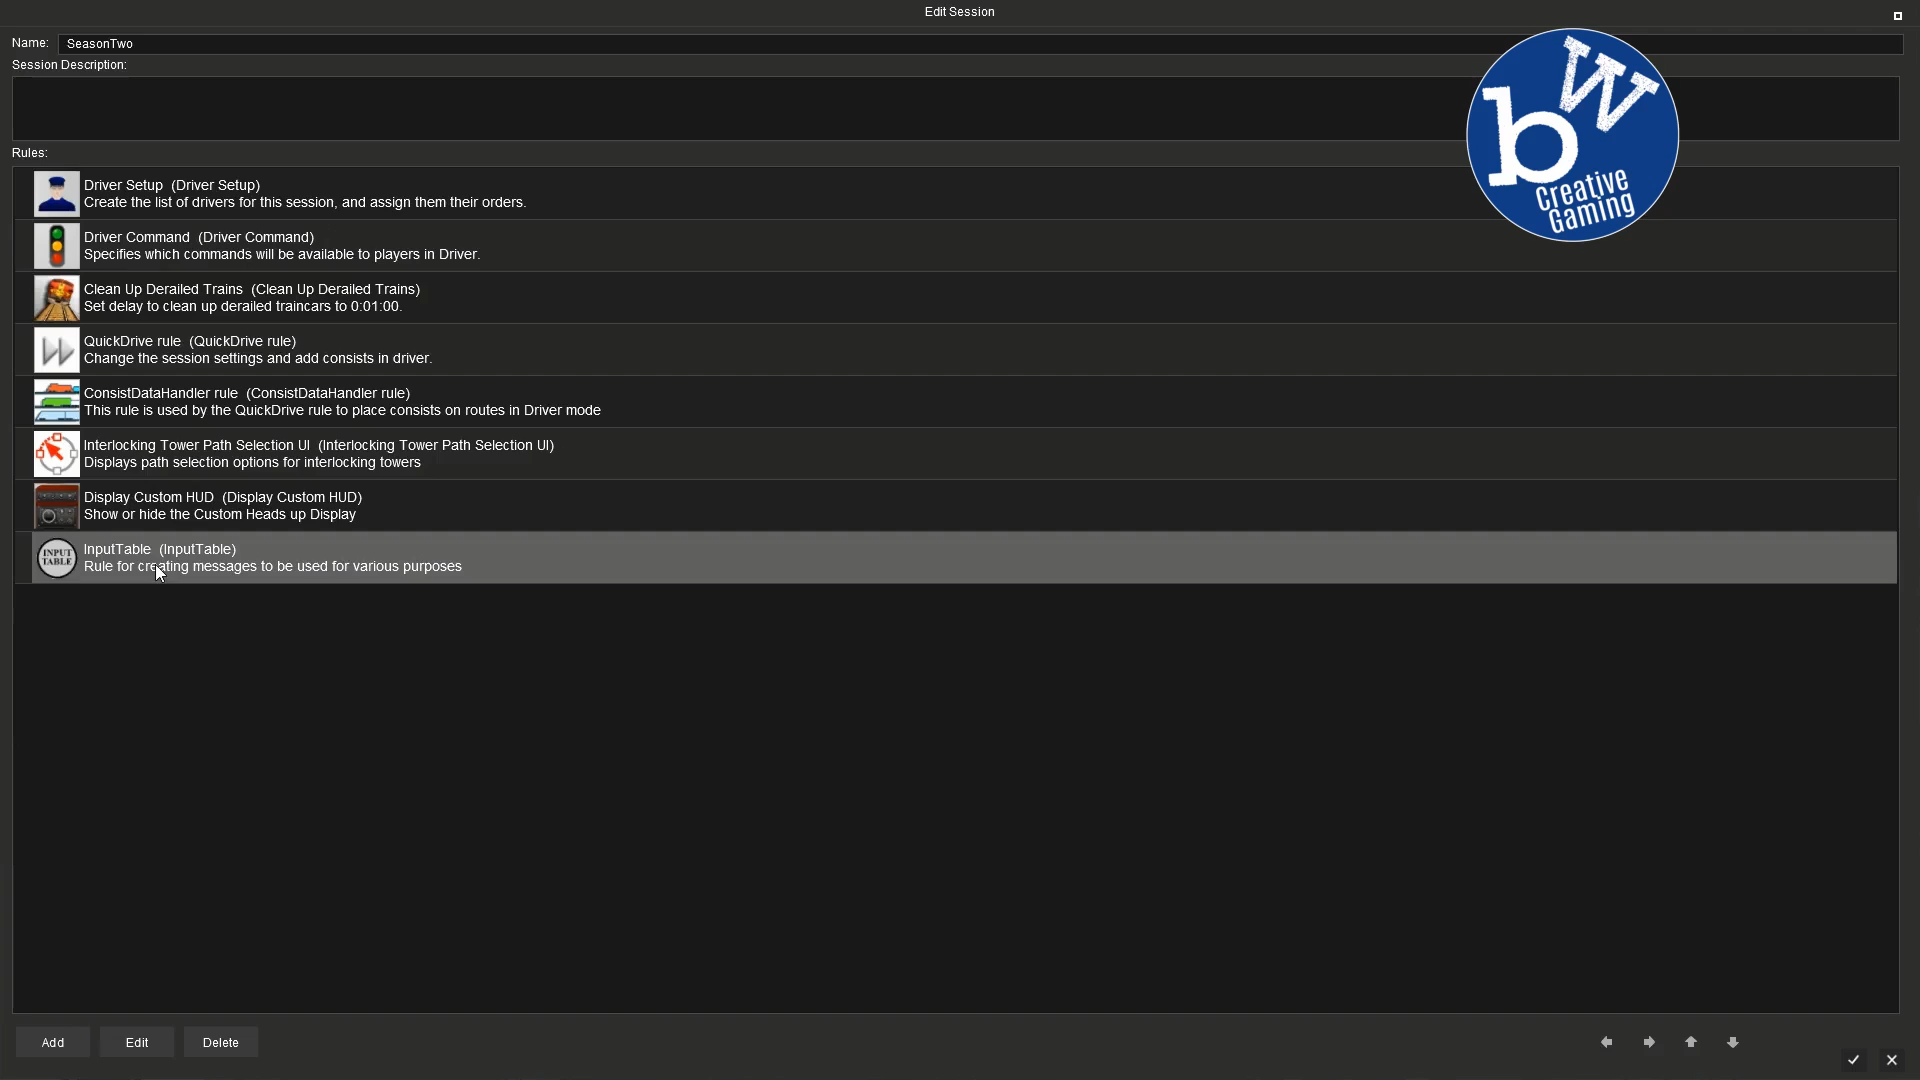 Edit Session
Name: SeasonTwo
Session Description:
Rules:
Driver Setup (Driver Setup)
Create the list of drivers for this session, and assign them their orders.
Driver Command (Driver Command)
Specifies which commands will be available to players in Driver.
Clean Up Derailed Trains (Clean Up Derailed Trains)
Set delay to clean up derailed traincars to 0:01:00.
QuickDrive rule (QuickDrive rule)
Change the session settings and add consists in driver.
ConsistDataHandler rule (ConsistDataHandler rule)
This rule is used by the QuickDrive rule to place consists on routes in Driver mode
Interlocking Tower Path Selection UI (Interlocking Tower Path Selection UI)
Displays path selection options for interlocking towers
Display Custom HUD (Display Custom HUD)
Show or hide the Custom Heads up Display
INPUT
TABLE
InputTable (InputTable)
Rule for creating messages to be used for various purposes
Add Edit Delete
bW
Creative
Gaming